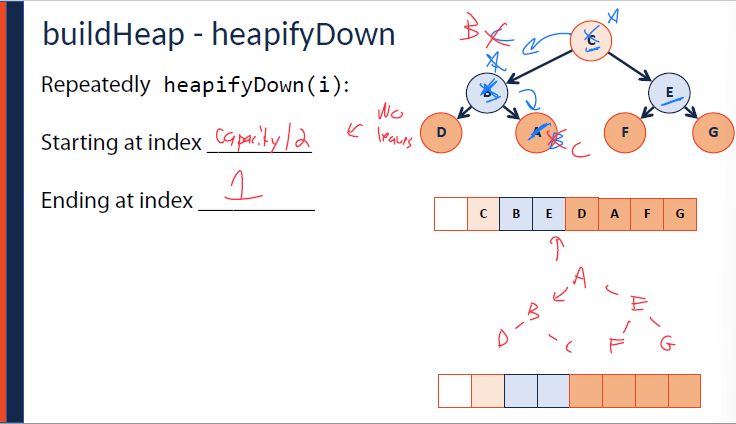 buildHeap - heapifyDown
Repeatedly heapifyDown(i):
Starting at index capacity/2
No leaves
Ending at index 1
B C A
A B E
D A B C F G
C B E D A F G
A
B E
D C F G